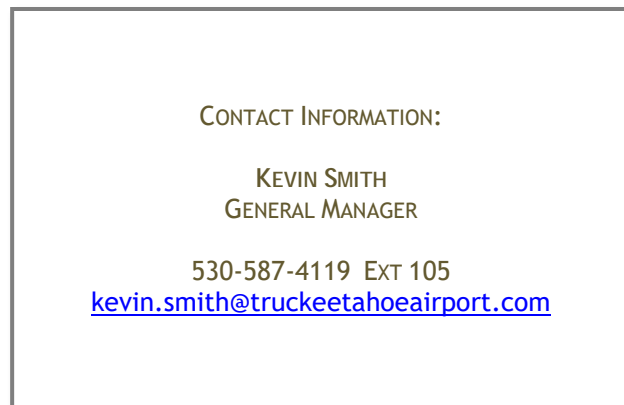 CONTACT INFORMATION:
KEVIN SMITH
GENERAL MANAGER
530-587-4119 EXT 105
kevin.smith@truckeetahoeairport.com